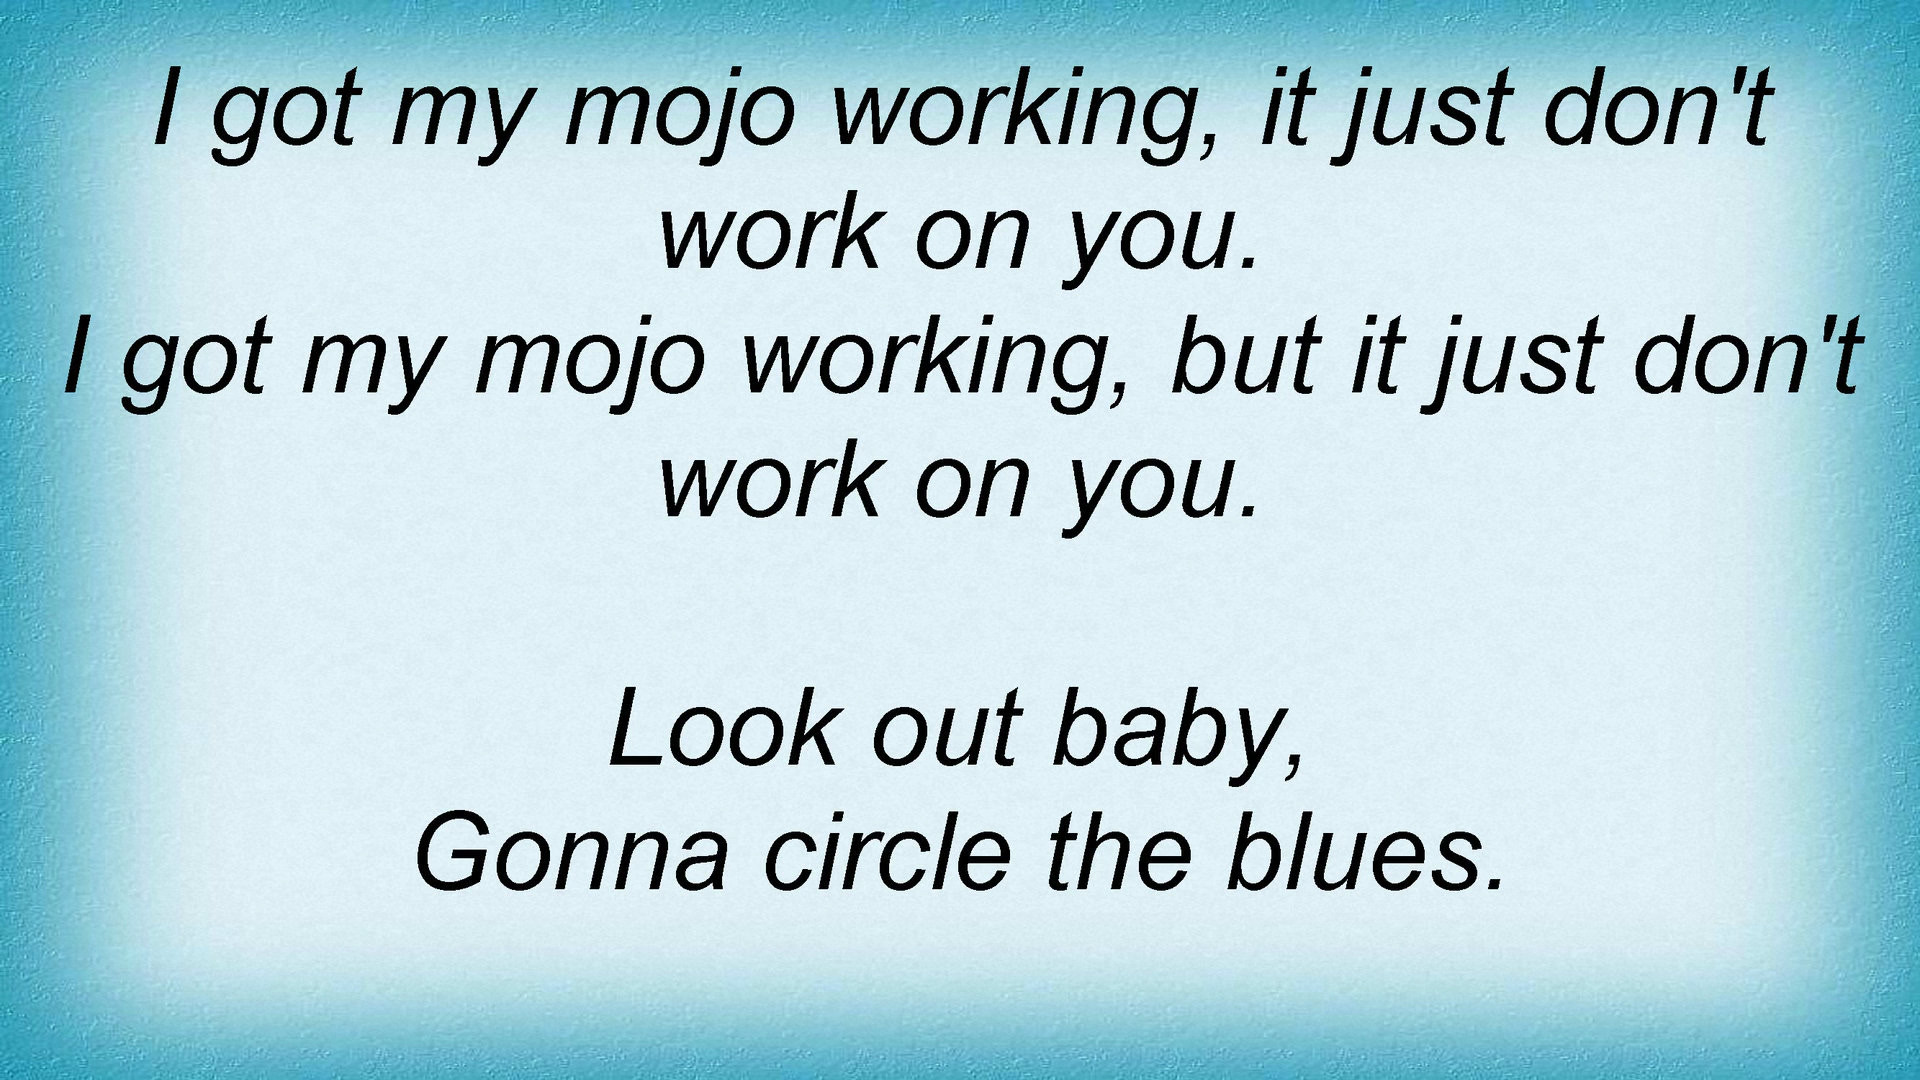 I got my mojo working, it just don't
work on you.
I got my mojo working, but it just don't
work on you.
Look out baby,
Gonna circle the blues.